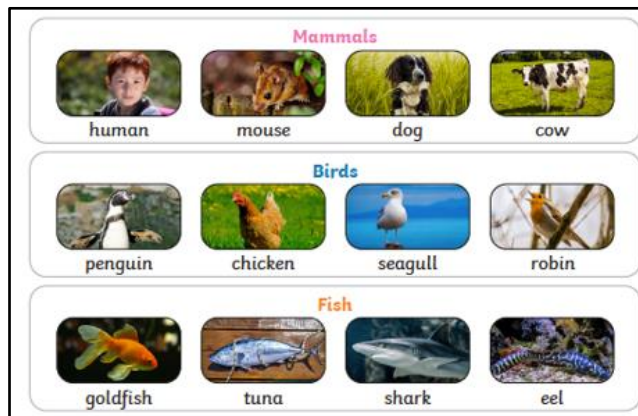 Mammals
human mouse dog cow
Birds
penguin chicken seagull robin
Fish
goldfish tuna shark eel